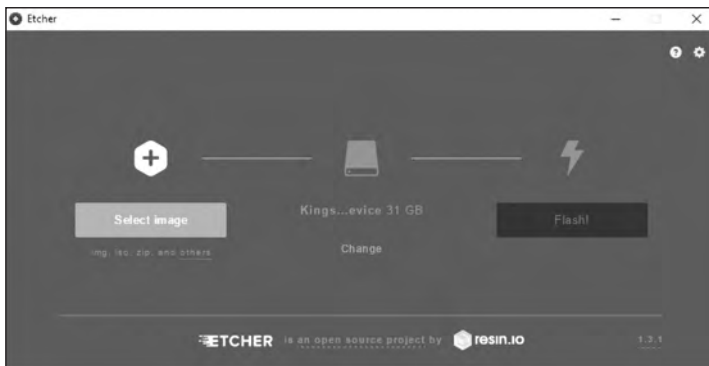 Etcher
Select image
img, iso, zip, and others
Kings...evice 31 GB
Change
Flash!
ETCHER is an open source project by resin.io
1.3.1